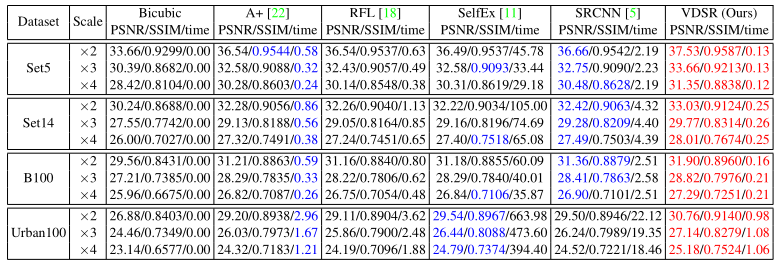 Dataset Scale Bicubic A+ [22] RFL [18] SelfEx [11] SRCNN [5] VDSR (Ours)
PSNR/SSIM/time PSNR/SSIM/time PSNR/SSIM/time PSNR/SSIM/time PSNR/SSIM/time PSNR/SSIM/time
Set5 ×2 33.66/0.9299/0.00 36.54/0.9544/0.58 36.54/0.9537/0.63 36.49/0.9537/45.78 36.66/0.9542/2.19 37.53/0.9587/0.13
×3 30.39/0.8682/0.00 32.58/0.9088/0.32 32.43/0.9057/0.49 32.58/0.9093/33.44 32.75/0.9090/2.23 33.66/0.9213/0.13
×4 28.42/0.8104/0.00 30.28/0.8603/0.24 30.14/0.8548/0.38 30.31/0.8619/29.18 30.48/0.8628/2.19 31.35/0.8838/0.12
Set14 ×2 30.24/0.8688/0.00 32.28/0.9056/0.86 32.26/0.9040/1.13 32.22/0.9034/105.00 32.42/0.9063/4.32 33.03/0.9124/0.25
×3 27.55/0.7742/0.00 29.13/0.8188/0.56 29.05/0.8164/0.85 29.16/0.8196/74.69 29.28/0.8209/4.40 29.77/0.8314/0.26
×4 26.00/0.7027/0.00 27.32/0.7491/0.38 27.24/0.7451/0.65 27.40/0.7518/65.08 27.49/0.7503/4.39 28.01/0.7674/0.25
B100 ×2 29.56/0.8431/0.00 31.21/0.8863/0.59 31.16/0.8840/0.80 31.18/0.8855/60.09 31.36/0.8879/2.51 31.90/0.8960/0.16
×3 27.21/0.7385/0.00 28.29/0.7835/0.33 28.22/0.7806/0.62 28.29/0.7840/40.01 28.41/0.7863/2.58 28.82/0.7976/0.21
×4 25.96/0.6675/0.00 26.82/0.7087/0.26 26.75/0.7054/0.48 26.84/0.7106/35.87 26.90/0.7101/2.51 27.29/0.7251/0.21
Urban100 ×2 26.88/0.8403/0.00 29.20/0.8938/2.96 29.11/0.8904/3.62 29.54/0.8967/663.98 29.50/0.8946/22.12 30.76/0.9140/0.98
×3 24.46/0.7349/0.00 26.03/0.7973/1.67 25.86/0.7900/2.48 26.44/0.8088/473.60 26.24/0.7989/19.35 27.14/0.8279/1.08
×4 23.14/0.6577/0.00 24.32/0.7183/1.21 24.19/0.7096/1.88 24.79/0.7374/394.40 24.52/0.7221/18.46 25.18/0.7524/1.06